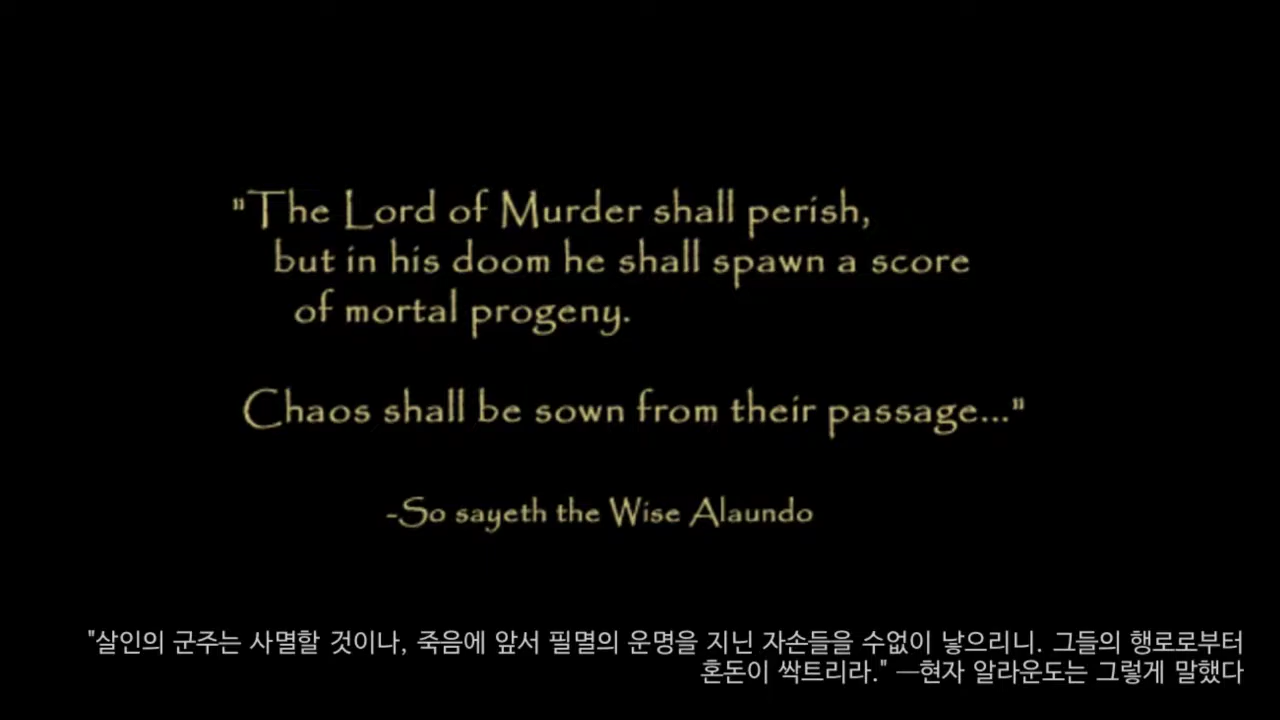 "The Lord of Murder shall perish,
but in his doom he shall spawn a score
of mortal progeny.
Chaos shall be sown from their passage..."
-So sayeth the Wise Alaundo
"살인의 군주는 사멸할 것이나, 죽음에 앞서 필멸의 운명을 지닌 자손들을 수없이 낳으리니. 그들의 행로로부터
혼돈이 싹트리라." —현자 알라운도는 그렇게 말했다